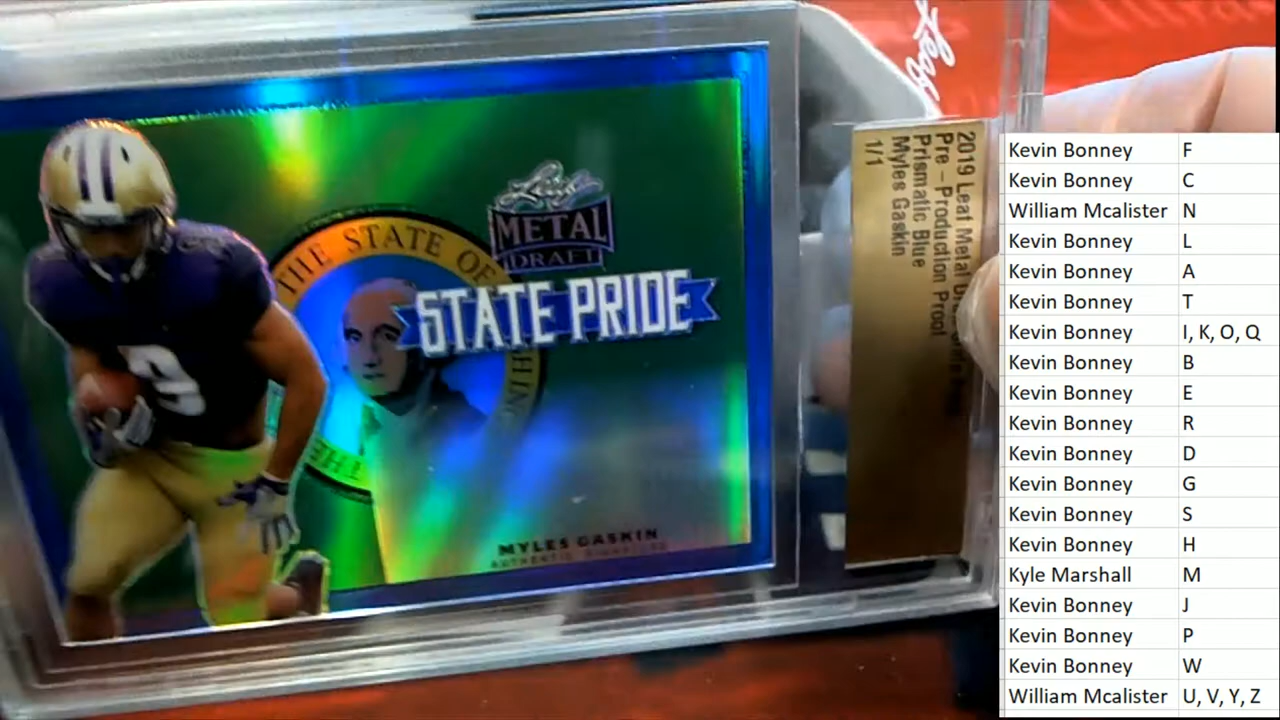 Leaf
METAL
DRAFT
STATE PRIDE
THE STATE OF
THE
9
MYLES GASKIN
AUTHENTIC SIGNATURE
2019 Leaf Metal
Pre - Production Proof
Prismatic Blue
Myles Gaskin
1/1
Kevin Bonney F
Kevin Bonney C
William Mcalister N
Kevin Bonney L
Kevin Bonney A
Kevin Bonney T
Kevin Bonney I, K, O, Q
Kevin Bonney B
Kevin Bonney E
Kevin Bonney R
Kevin Bonney D
Kevin Bonney G
Kevin Bonney S
Kevin Bonney H
Kyle Marshall M
Kevin Bonney J
Kevin Bonney P
Kevin Bonney W
William Mcalister U, V, Y, Z